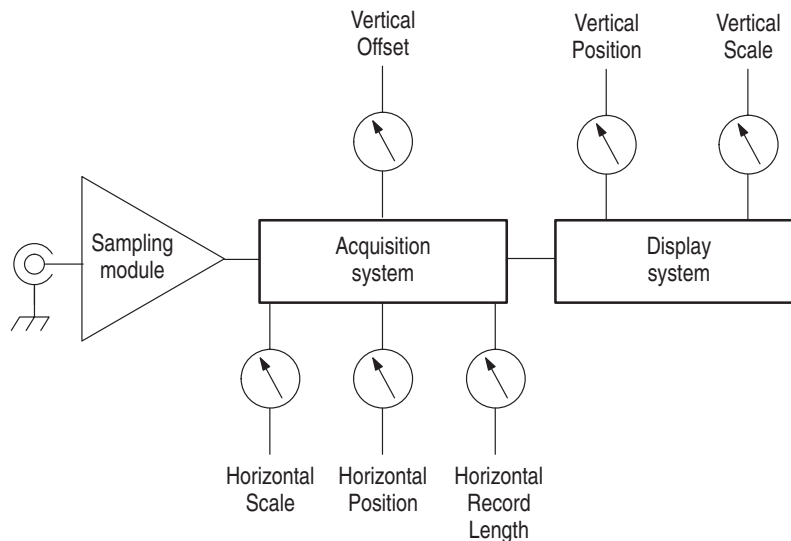 Vertical
Offset
Vertical
Position
Vertical
Scale
Sampling
module
Acquisition
system
Display
system
Horizontal
Scale
Horizontal
Position
Horizontal
Record
Length